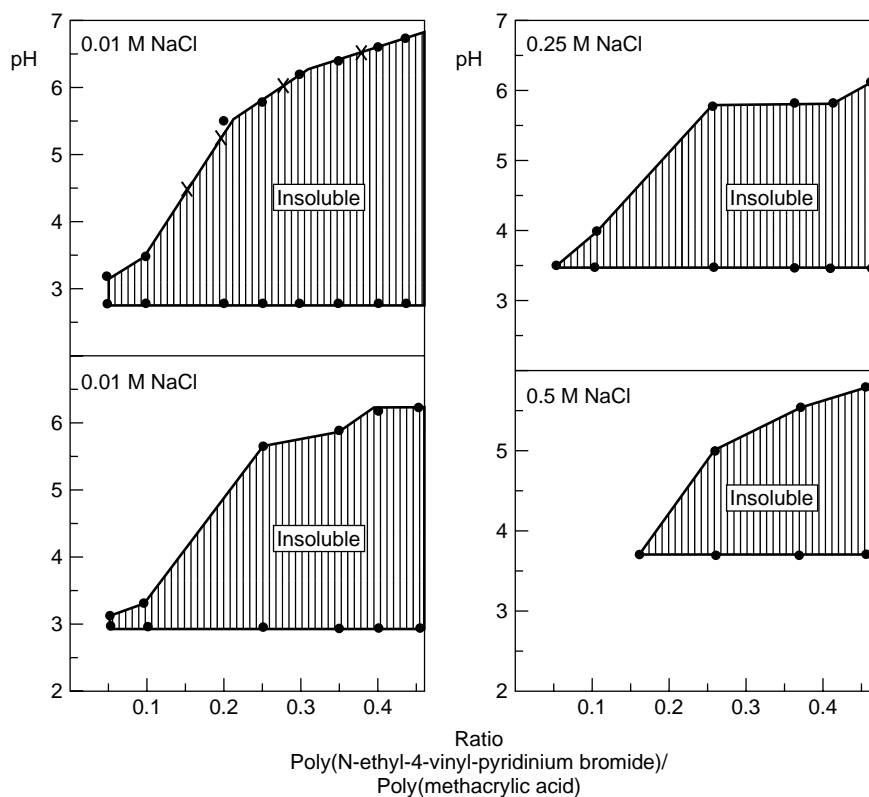 0.01 M NaCl
pH
7
6
5
4
3
Insoluble
0.25 M NaCl
pH
7
6
5
4
3
Insoluble
0.01 M NaCl
6
5
4
3
2
Insoluble
0.1 0.2 0.3 0.4
0.5 M NaCl
5
4
3
2
Insoluble
0.1 0.2 0.3 0.4
Ratio
Poly(N-ethyl-4-vinyl-pyridinium bromide)/
Poly(methacrylic acid)